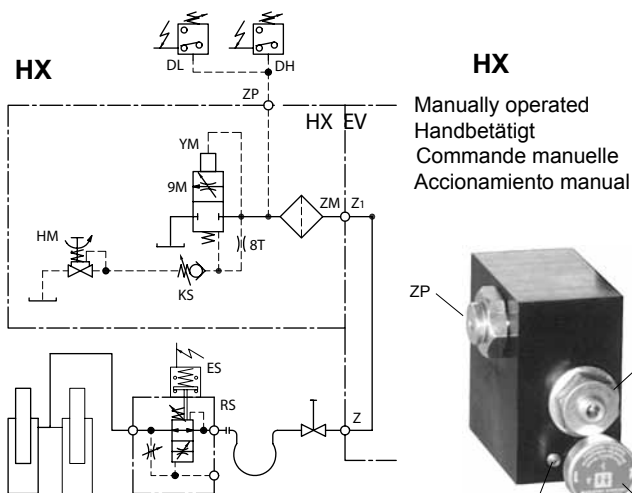 DL
DH
HX
HX
ZP
Manually operated
Handbetätigt
Commande manuelle
Accionamiento manual
HX EV
YM
9M
ZM
Z1
HM
8T
KS
ZP
ES
RS
Z